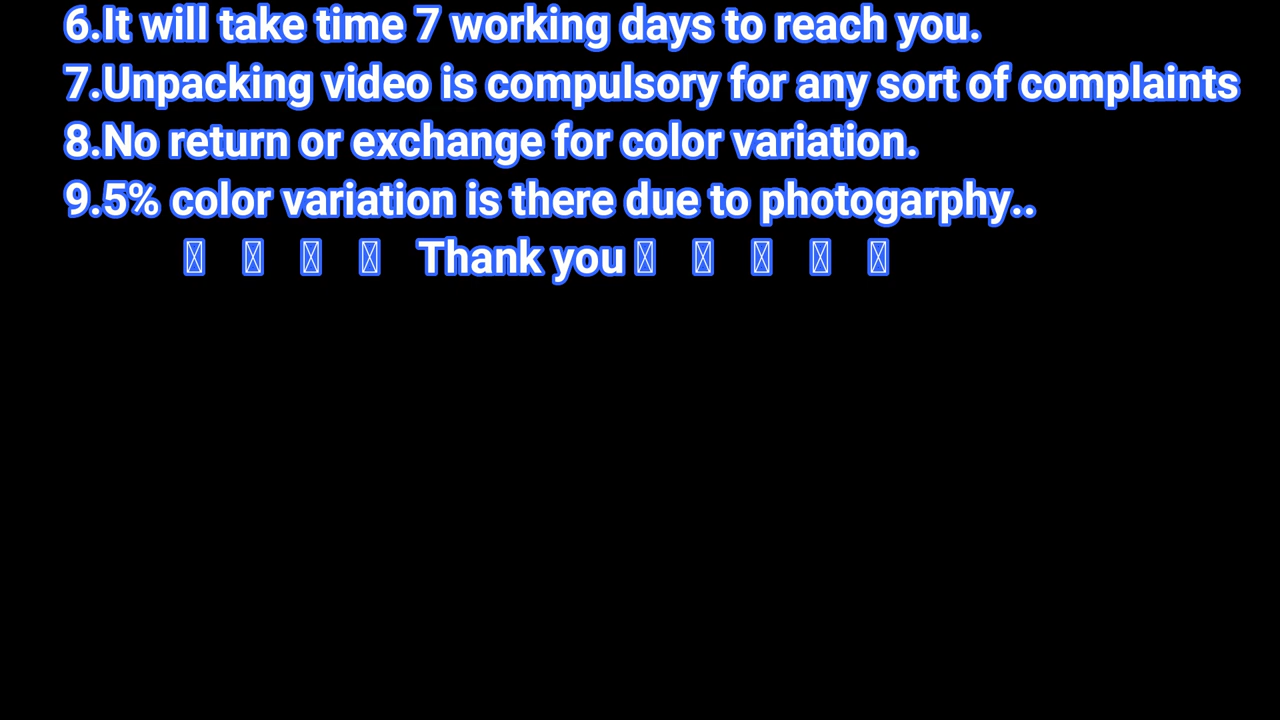 6.It will take time 7 working days to reach you.
7.Unpacking video is compulsory for any sort of complaints
8.No return or exchange for color variation.
9.5% color variation is there due to photogarphy..
Thank you